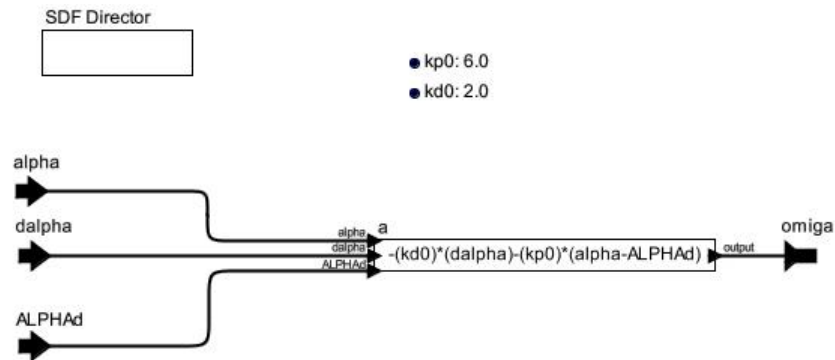 SDF Director
kp0: 6.0
kd0: 2.0
alpha
dalpha
ALPHAd
alpha
dalpha
ALPHAd
a
-(kd0)*(dalpha)-(kp0)*(alpha-ALPHAd)
output
omiga